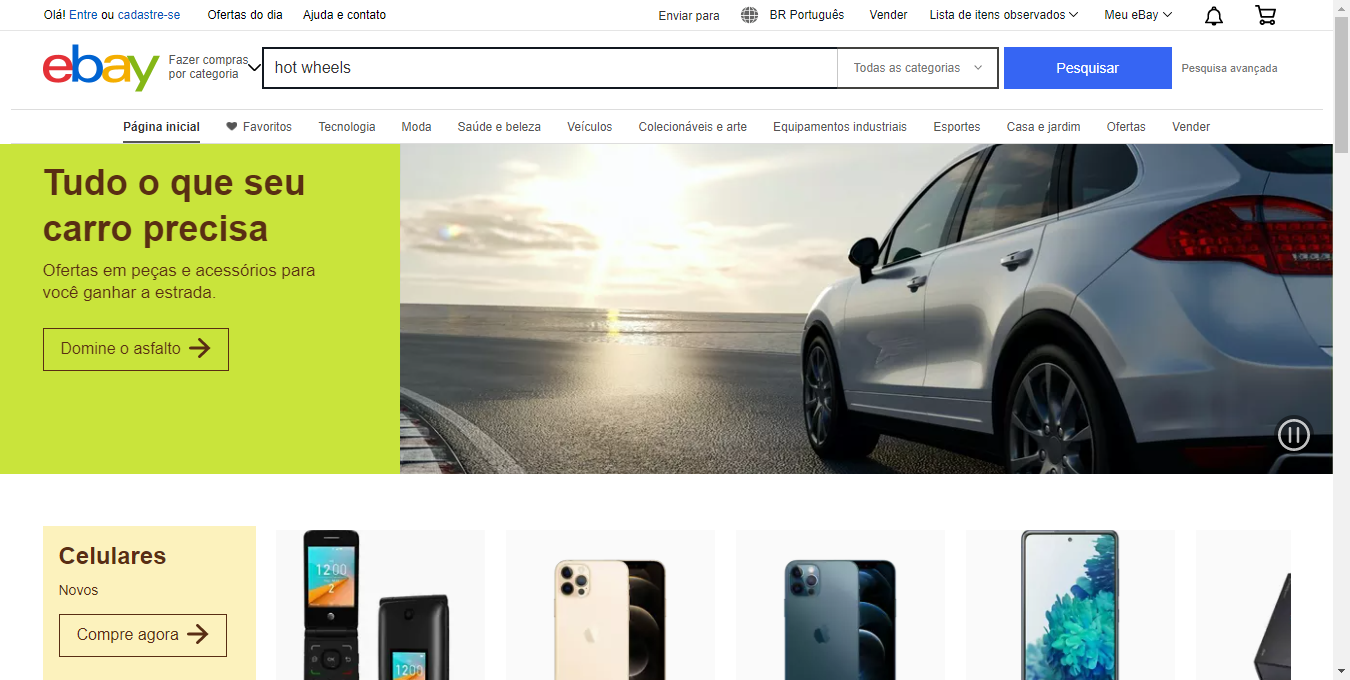 Olá! Entre ou cadastre-se Ofertas do dia Ajuda e contato Enviar para BR Português Vender Lista de itens observados Meu eBay
ebay
Fazer compras
por categoria
hot wheels Todas as categorias Pesquisar Pesquisa avançada
Página inicial Favoritos Tecnologia Moda Saúde e beleza Veículos Colecionáveis e arte Equipamentos industriais Esportes Casa e jardim Ofertas Vender
Tudo o que seu
carro precisa
Ofertas em peças e acessórios para
você ganhar a estrada.
Domine o asfalto
Celulares
Novos
Compre agora
12:00
12:00